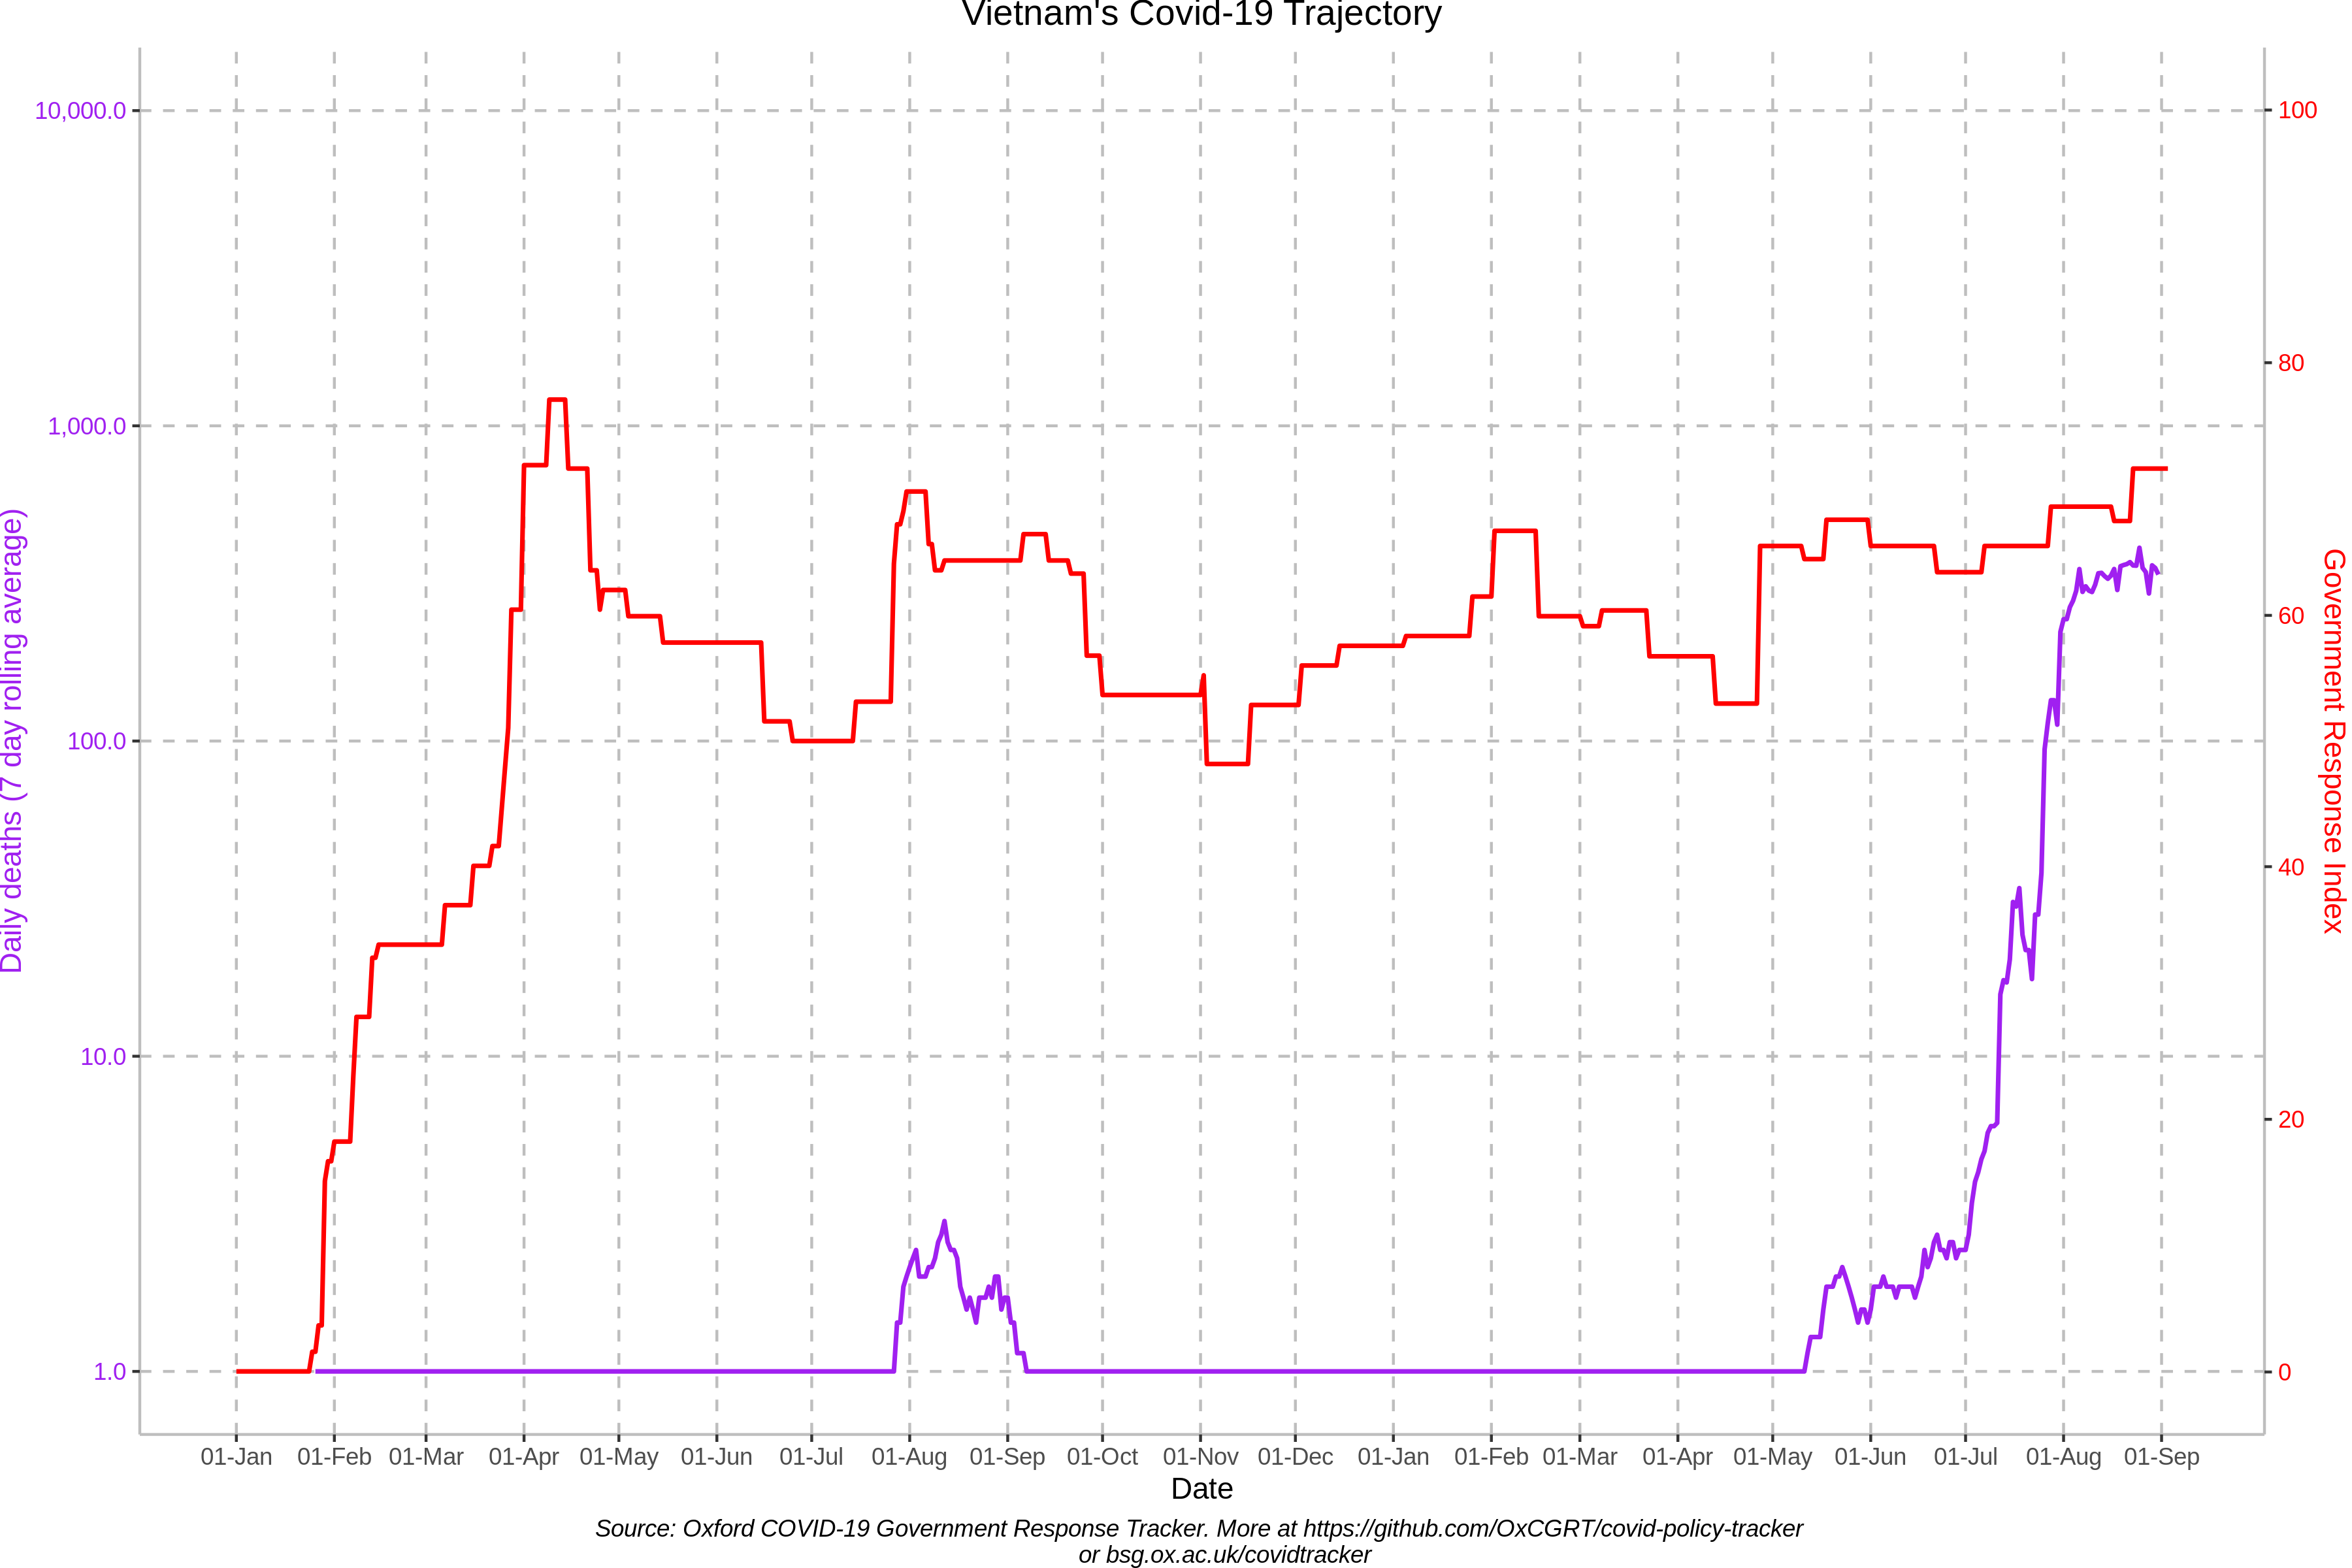 Vietnam's Covid-19 Trajectory
10,000.0
1,000.0
100.0
10.0
1.0
Daily deaths (7 day rolling average)
100
80
60
40
20
0
Government Response Index
01-Jan 01-Feb 01-Mar 01-Apr 01-May 01-Jun 01-Jul 01-Aug 01-Sep 01-Oct 01-Nov 01-Dec 01-Jan 01-Feb 01-Mar 01-Apr 01-May 01-Jun 01-Jul 01-Aug 01-Sep
Date
Source: Oxford COVID-19 Government Response Tracker. More at https://github.com/OxCGRT/covid-policy-tracker
or bsg.ox.ac.uk/covidtracker